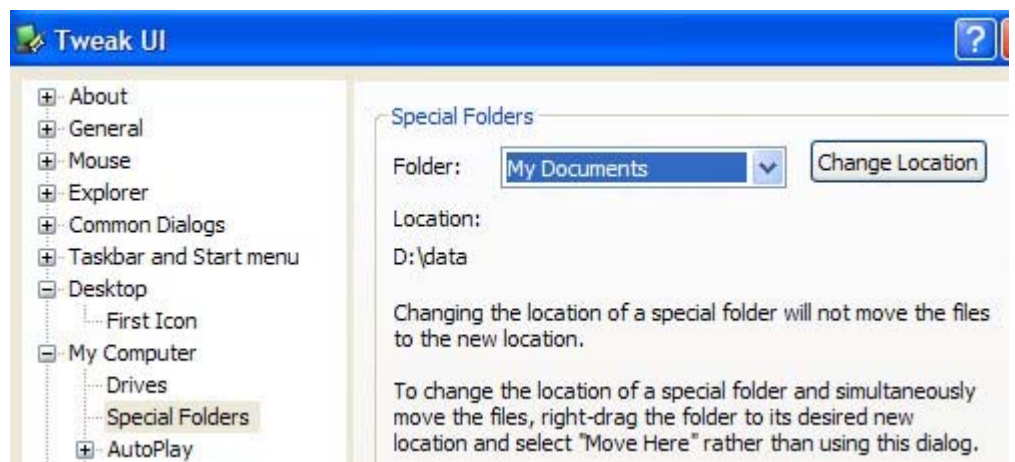 Tweak UI
?
About
General
Mouse
Explorer
Common Dialogs
Taskbar and Start menu
Desktop
First Icon
My Computer
Drives
Special Folders
AutoPlay
Special Folders
Folder: My Documents Change Location
Location:
D:\data
Changing the location of a special folder will not move the files
to the new location.
To change the location of a special folder and simultaneously
move the files, right-drag the folder to its desired new
location and select "Move Here" rather than using this dialog.